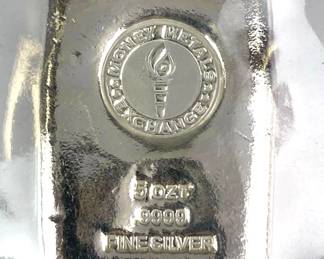 MONEY METALS
EXCHANGE
5 OZT
9999
FINE SILVER